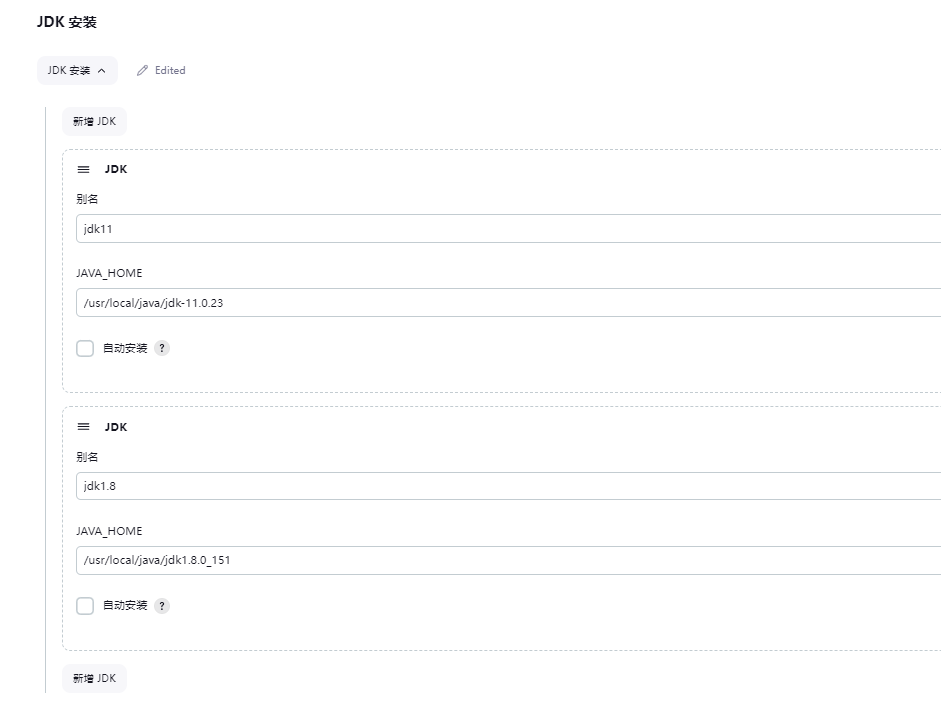 JDK 安装
JDK 安装
Edited
新增 JDK
JDK
别名
jdk11
JAVA_HOME
/usr/local/java/jdk-11.0.23
自动安装 ?
JDK
别名
jdk1.8
JAVA_HOME
/usr/local/java/jdk1.8.0_151
自动安装 ?
新增 JDK